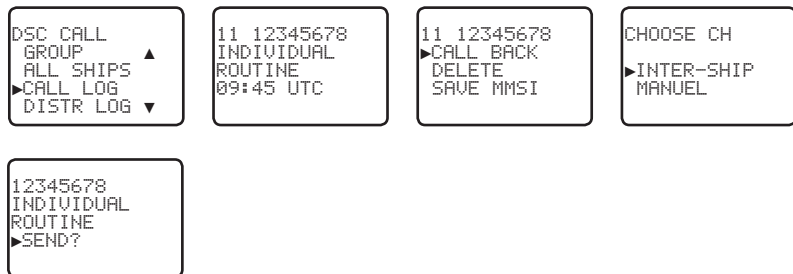 DSC CALL
GROUP ▲
ALL SHIPS
►CALL LOG
DISTR LOG ▼
11 12345678
INDIVIDUAL
ROUTINE
09:45 UTC
11 12345678
►CALL BACK
DELETE
SAVE MMSI
CHOOSE CH
►INTER-SHIP
MANUEL
12345678
INDIVIDUAL
ROUTINE
►SEND?